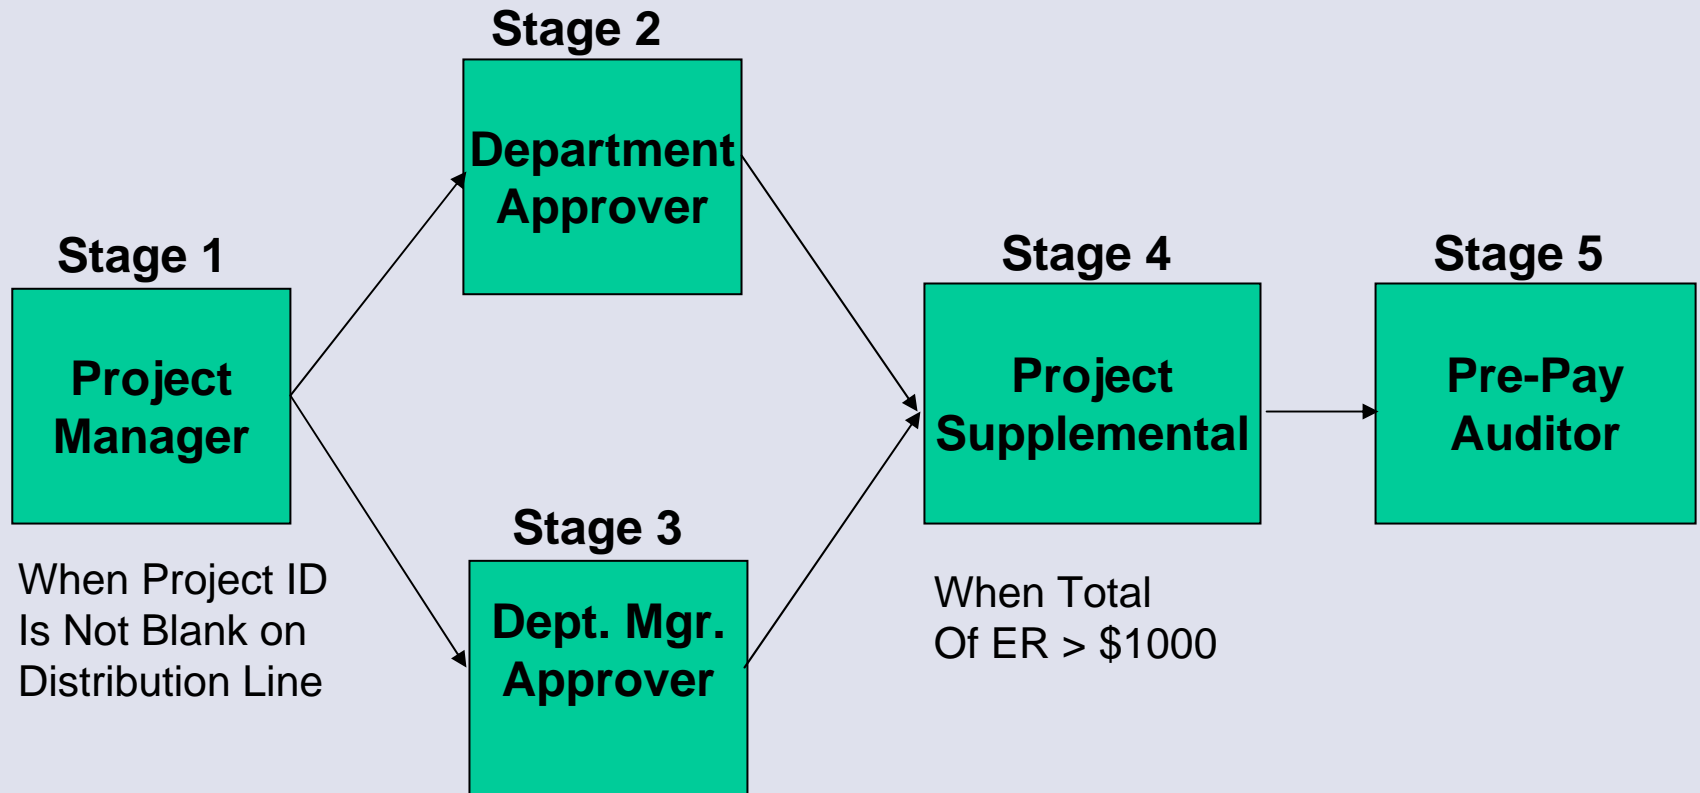 Stage 1
Project
Manager
When Project ID
Is Not Blank on
Distribution Line
Stage 2
Department
Approver
Stage 3
Dept. Mgr.
Approver
Stage 4
Project
Supplemental
When Total
Of ER > $1000
Stage 5
Pre-Pay
Auditor